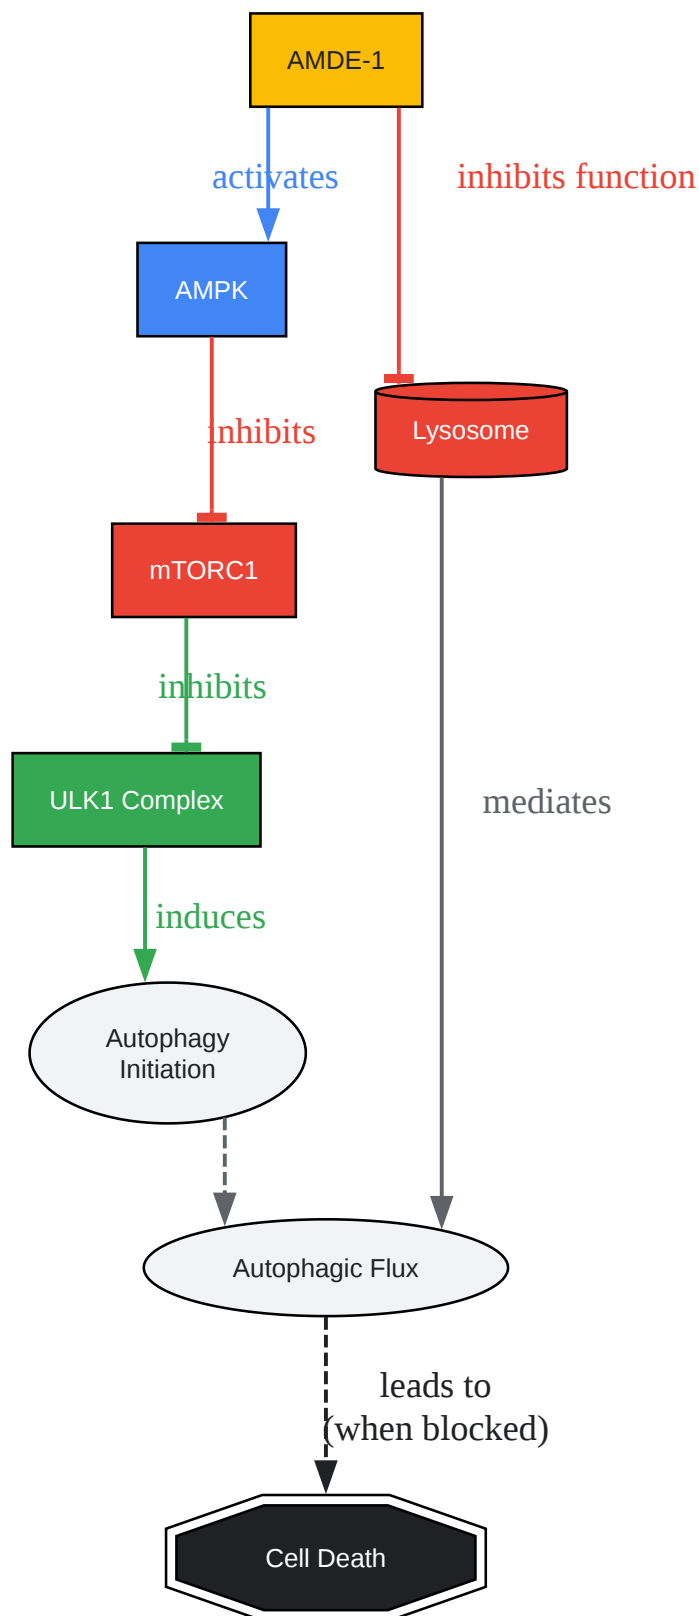 AMDE-1
activates
inhibits function
AMPK
inhibits
Lysosome
mTORC1
inhibits
ULK1 Complex
mediates
induces
Autophagy
Initiation
Autophagic Flux
leads to
(when blocked)
Cell Death